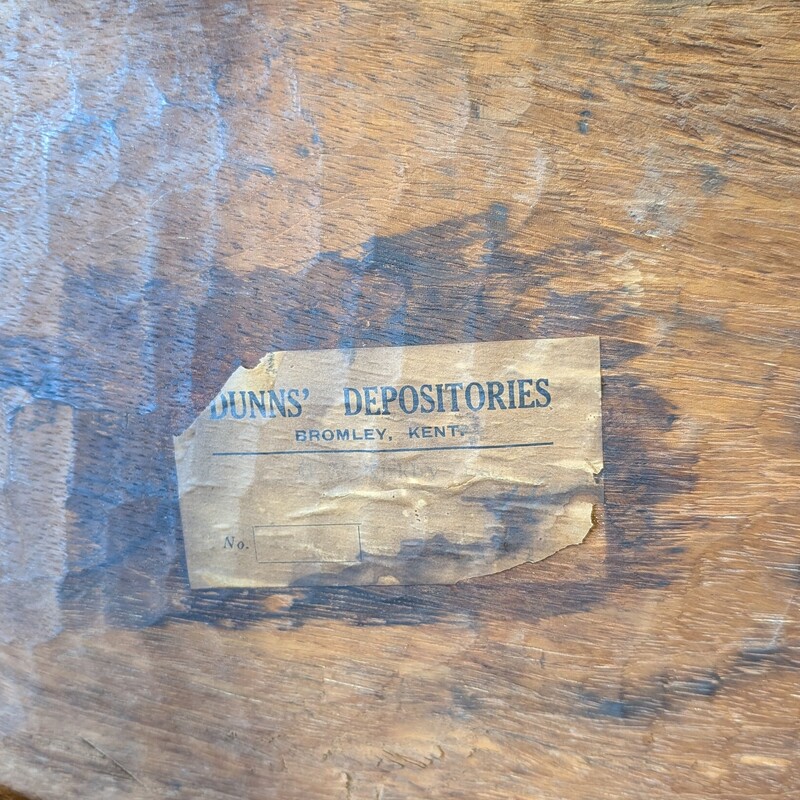 DUNNS' DEPOSITORIES
BROMLEY, KENT.
No.